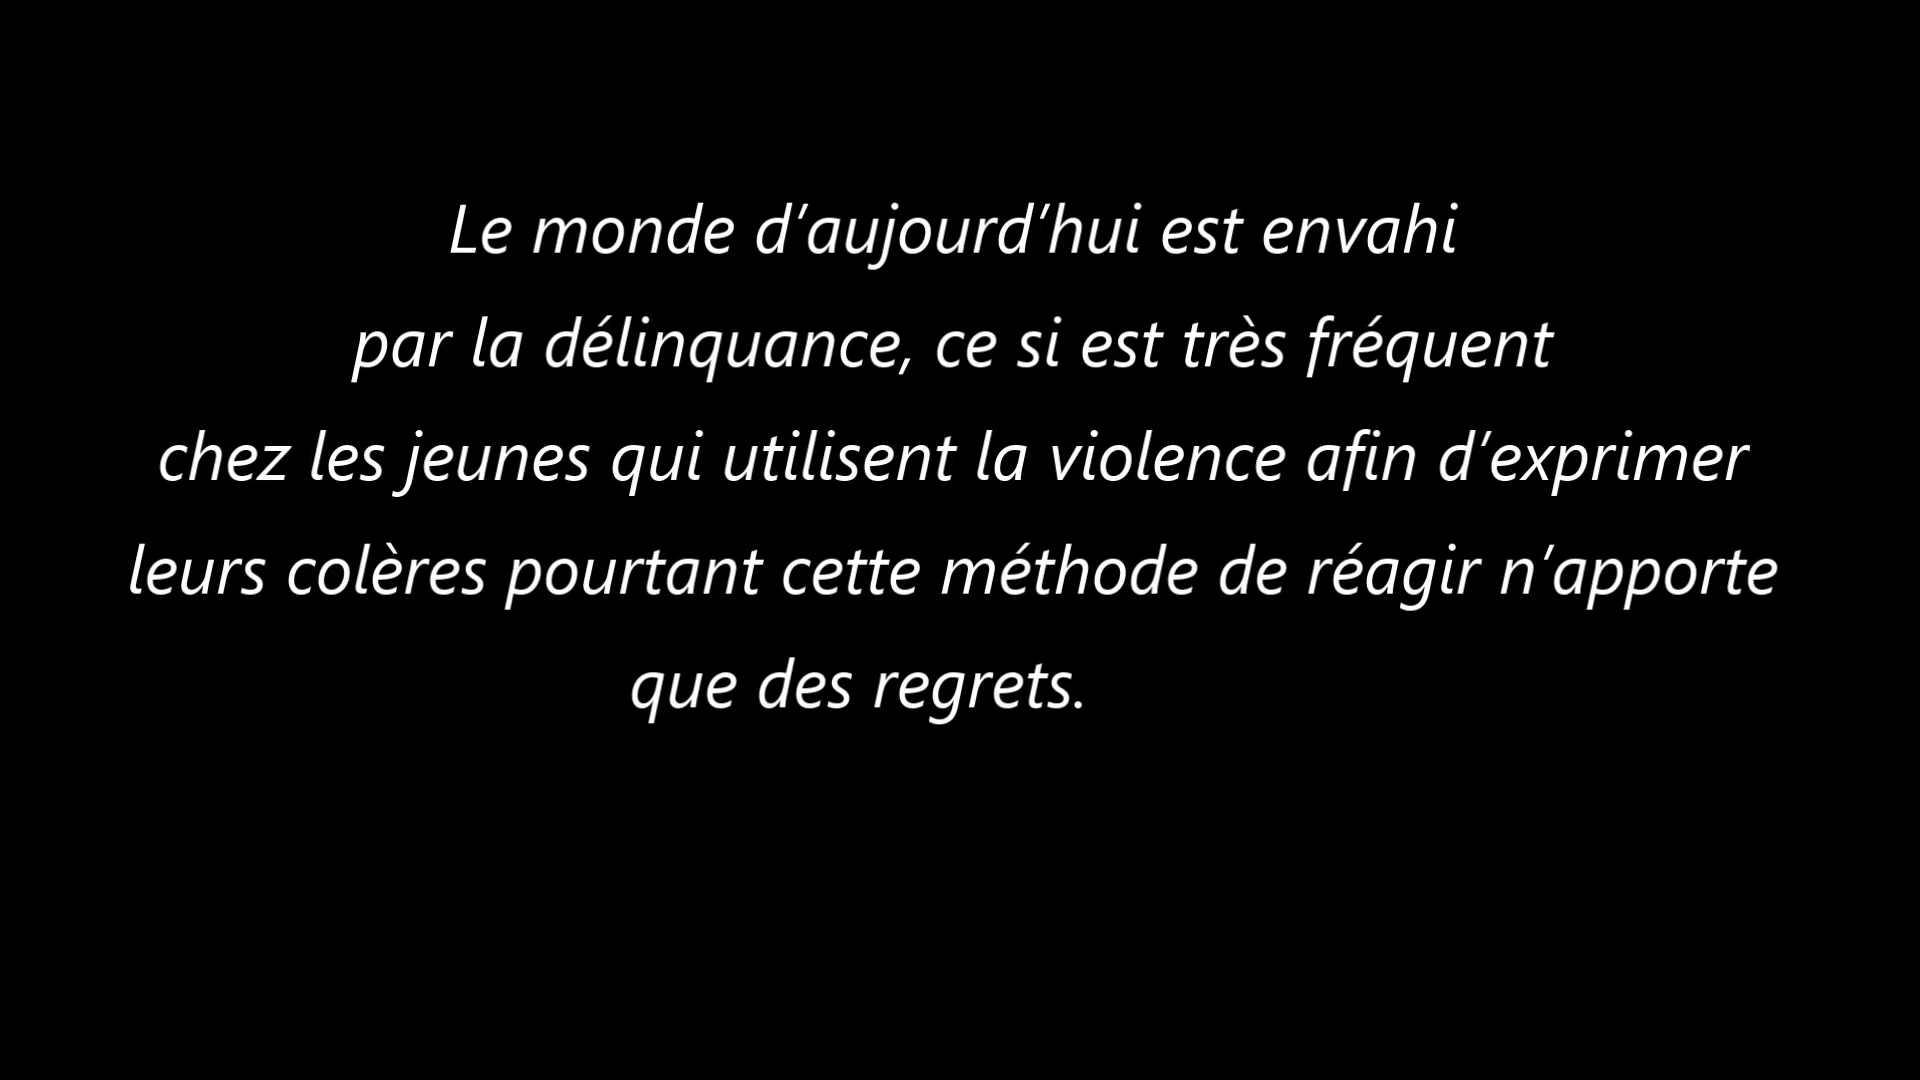 Le monde d’aujourd’hui est envahi
par la délinquance, ce si est très fréquent
chez les jeunes qui utilisent la violence afin d’exprimer
leurs colères pourtant cette méthode de réagir n’apporte
que des regrets.